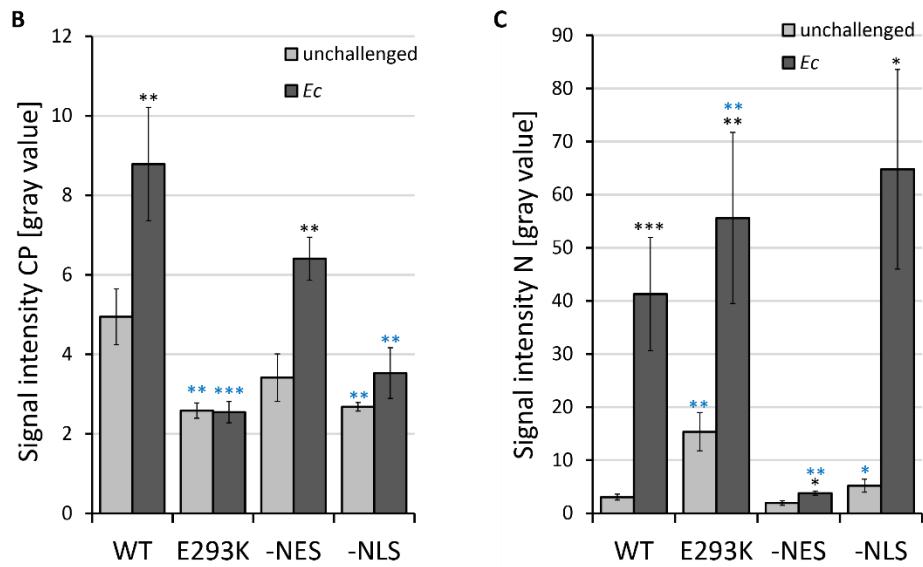 B
Signal intensity CP [gray value]
12
10
8
6
4
2
0
unchallenged
Ec
**
**
**
***
**
**
WT
E293K
-NES
-NLS
C
Signal intensity N [gray value]
90
80
70
60
50
40
30
20
10
0
unchallenged
Ec
*
**
**
***
**
**
*
*
WT
E293K
-NES
-NLS